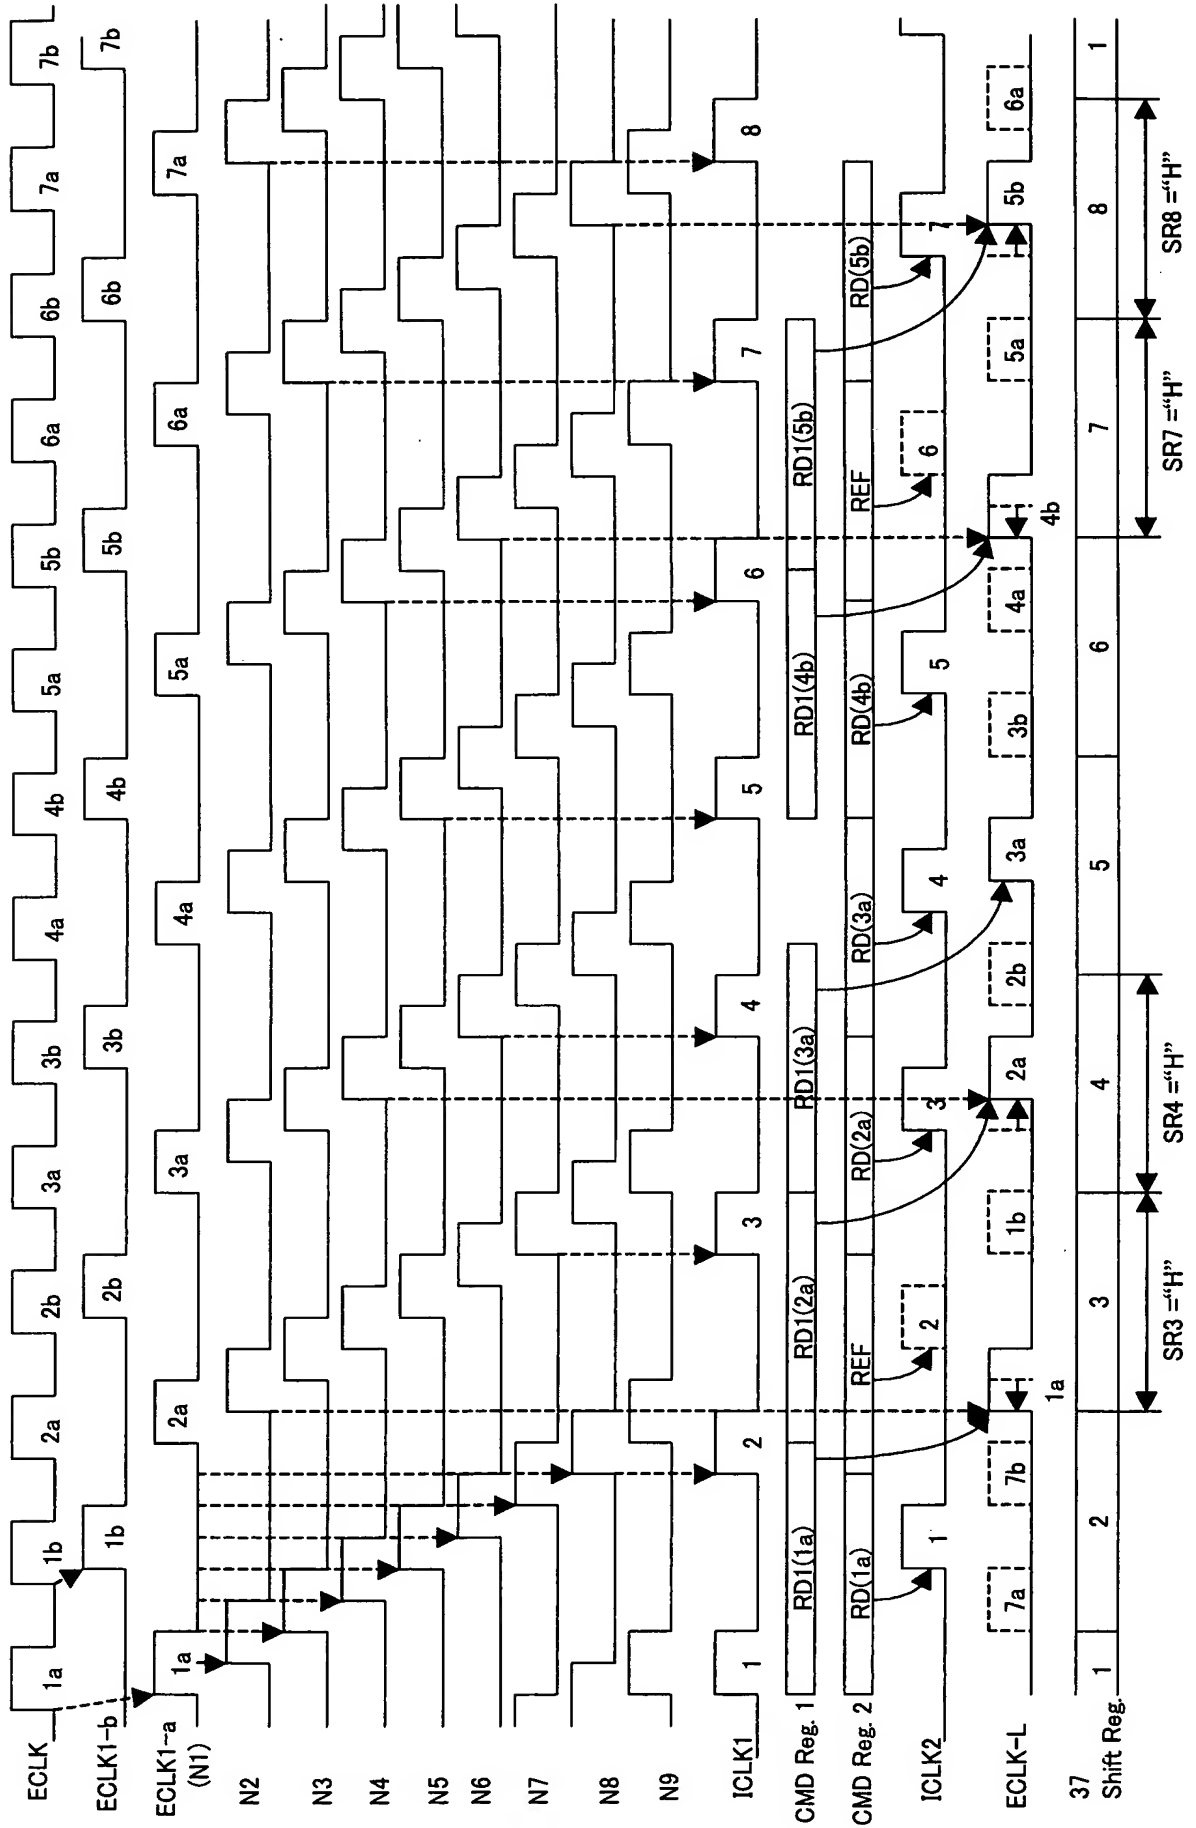 ECLK 1a 1b 2a 2b 3a 3b 4a 4b 5a 5b 6a 6b 7a 7b
ECLK1-b 1b 2b 3b 4b 5b 6b 7b
ECLK1-a (N1) 1a 2a 3a 4a 5a 6a 7a
N2
N3
N4
N5
N6
N7
N8
N9
ICLK1 1 2 3 4 5 6 7 8
CMD Reg. 1 RD1(1a) RD1(2a) RD1(3a) RD1(4b) RD1(5b)
CMD Reg. 2 RD(1a) REF RD(2a) RD(3a) RD(4b) REF RD(5b)
ICLK2 1 2 3 4 5 6 7
ECLK-L 7a 7b 1a 1b 2a 2b 3a 3b 4a 4b 5a 5b 6a
37 Shift Reg. 1 2 3 4 5 6 7 8 1
SR3 ="H" SR4 ="H" SR7 ="H" SR8 ="H"